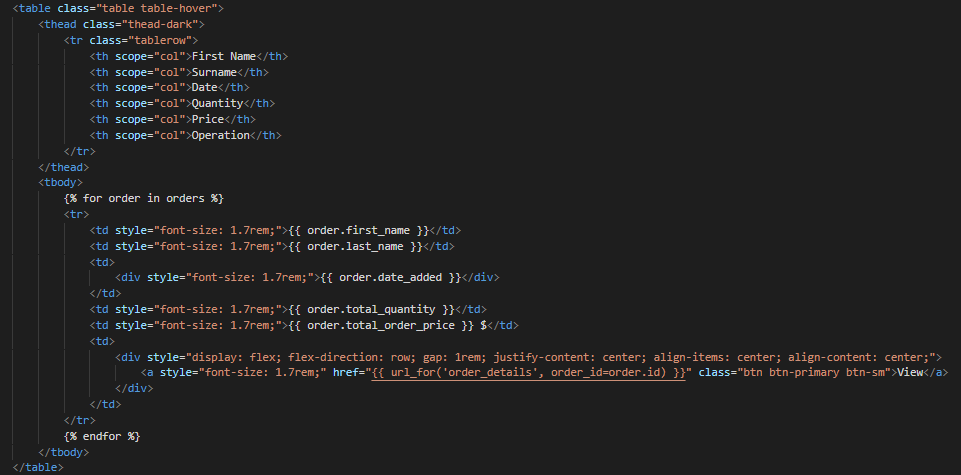 <table class="table table-hover">
<thead class="thead-dark">
<tr class="tablerow">
<th scope="col">First Name</th>
<th scope="col">Surname</th>
<th scope="col">Date</th>
<th scope="col">Quantity</th>
<th scope="col">Price</th>
<th scope="col">Operation</th>
</tr>
</thead>
<tbody>
{% for order in orders %}
<tr>
<td style="font-size: 1.7rem;">{{ order.first_name }}</td>
<td style="font-size: 1.7rem;">{{ order.last_name }}</td>
<td>
<div style="font-size: 1.7rem;">{{ order.date_added }}</div>
</td>
<td style="font-size: 1.7rem;">{{ order.total_quantity }}</td>
<td style="font-size: 1.7rem;">{{ order.total_order_price }} $</td>
<td>
<div style="display: flex; flex-direction: row; gap: 1rem; justify-content: center; align-items: center; align-content: center;">
<a style="font-size: 1.7rem;" href="{{ url_for('order_details', order_id=order.id) }}" class="btn btn-primary btn-sm">View</a>
</div>
</td>
</tr>
{% endfor %}
</tbody>
</table>